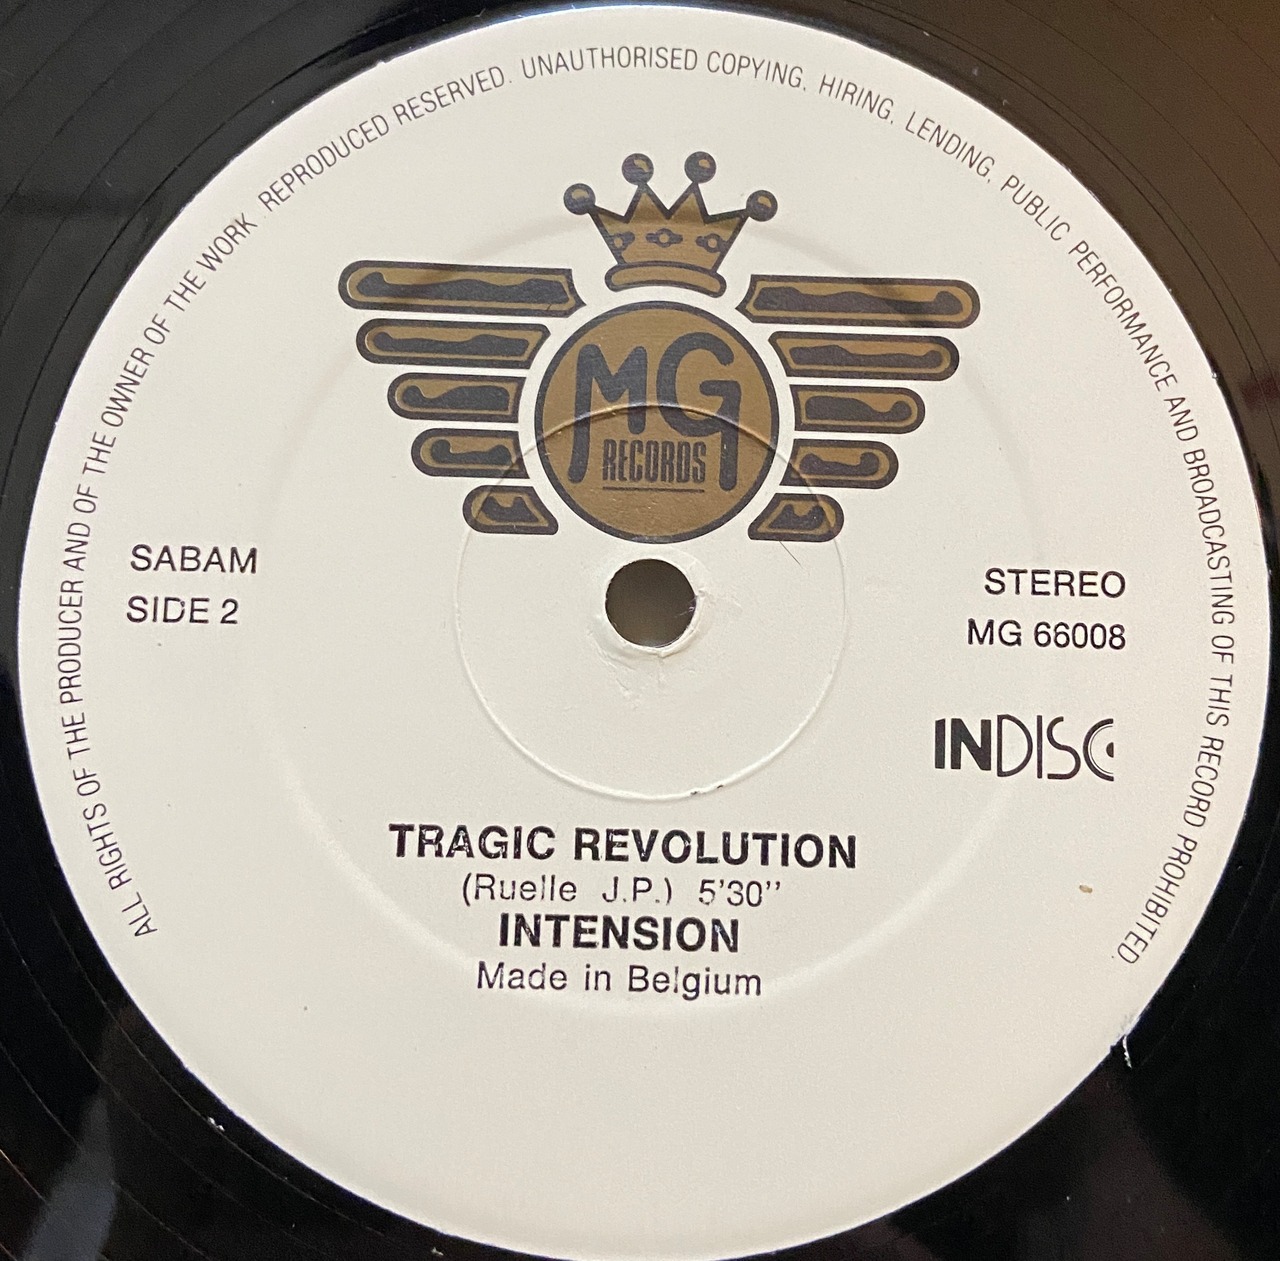 ALL RIGHTS OF THE PRODUCER AND OF THE OWNER OF THE WORK REPRODUCED RESERVED. UNAUTHORISED COPYING, HIRING, LENDING, PUBLIC PERFORMANCE AND BROADCASTING OF THIS RECORD PROHIBITED.
MG
RECORDS
SABAM
SIDE 2
STEREO
MG 66008
INDISC
TRAGIC REVOLUTION
(Ruelle J.P.) 5'30''
INTENSION
Made in Belgium